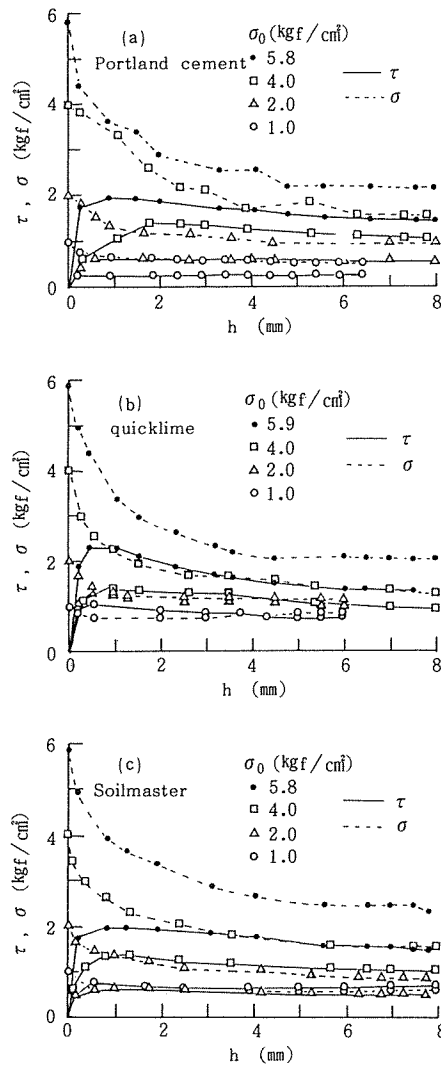 (a)
Portland cement
σ0 (kgf/cm²)
5.8
4.0
2.0
1.0
τ
σ
τ , σ (kgf/cm²)
6
4
2
0
0 2 4 6 8
h (mm)
(b)
quicklime
σ0 (kgf/cm²)
5.9
4.0
2.0
1.0
τ
σ
τ , σ (kgf/cm²)
6
4
2
0
0 2 4 6 8
h (mm)
(c)
Soilmaster
σ0 (kgf/cm²)
5.8
4.0
2.0
1.0
τ
σ
τ , σ (kgf/cm²)
6
4
2
0
0 2 4 6 8
h (mm)